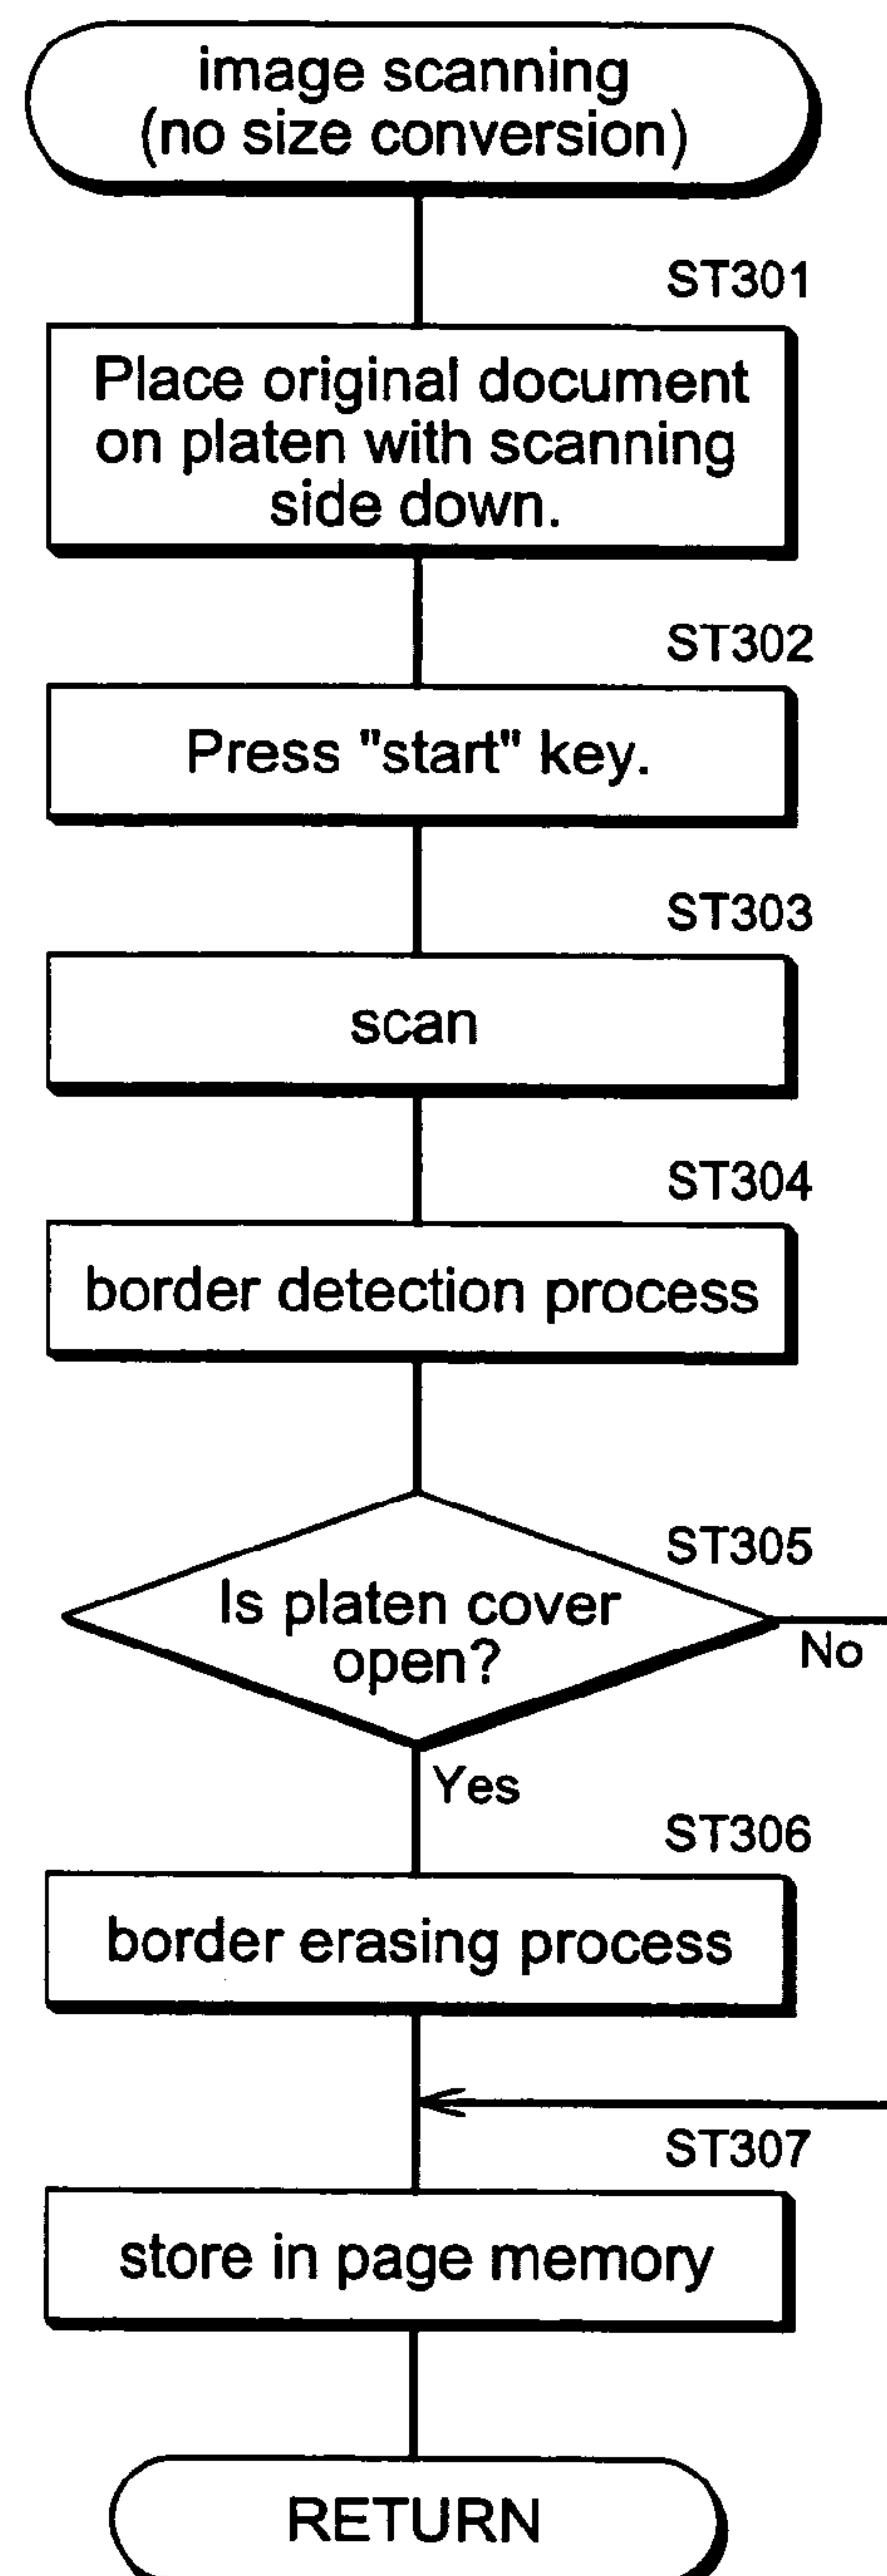 image scanning
(no size conversion)
ST301
Place original document
on platen with scanning
side down.
ST302
Press "start" key.
ST303
scan
ST304
border detection process
ST305
Is platen cover
open?
No
Yes
ST306
border erasing process
ST307
store in page memory
RETURN